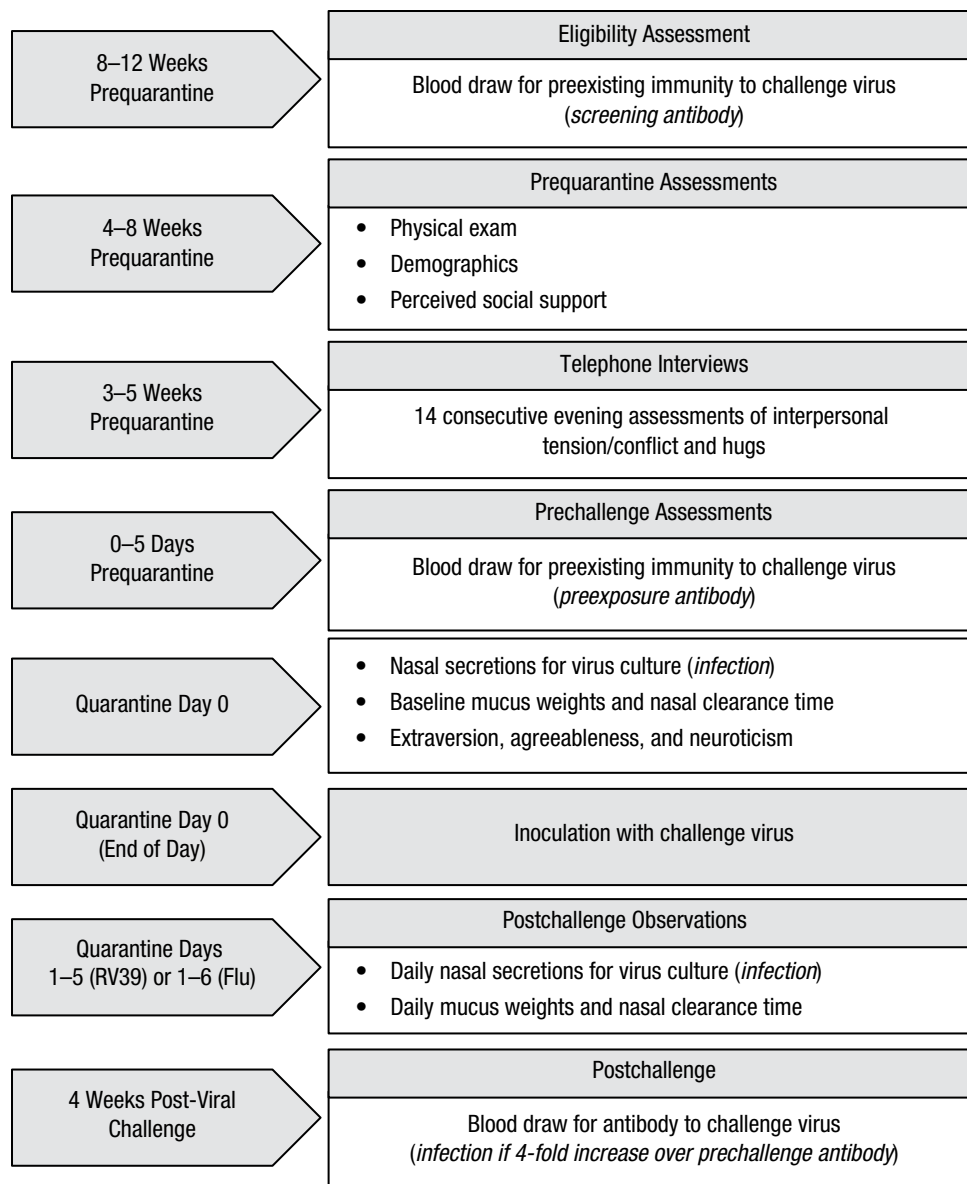 8–12 Weeks
Prequarantine
Eligibility Assessment
Blood draw for preexisting immunity to challenge virus
(screening antibody)
4–8 Weeks
Prequarantine
Prequarantine Assessments
• Physical exam
• Demographics
• Perceived social support
3–5 Weeks
Prequarantine
Telephone Interviews
14 consecutive evening assessments of interpersonal
tension/conflict and hugs
0–5 Days
Prequarantine
Prechallenge Assessments
Blood draw for preexisting immunity to challenge virus
(preexposure antibody)
Quarantine Day 0
• Nasal secretions for virus culture (infection)
• Baseline mucus weights and nasal clearance time
• Extraversion, agreeableness, and neuroticism
Quarantine Day 0
(End of Day)
Inoculation with challenge virus
Quarantine Days
1–5 (RV39) or 1–6 (Flu)
Postchallenge Observations
• Daily nasal secretions for virus culture (infection)
• Daily mucus weights and nasal clearance time
4 Weeks Post-Viral
Challenge
Postchallenge
Blood draw for antibody to challenge virus
(infection if 4-fold increase over prechallenge antibody)